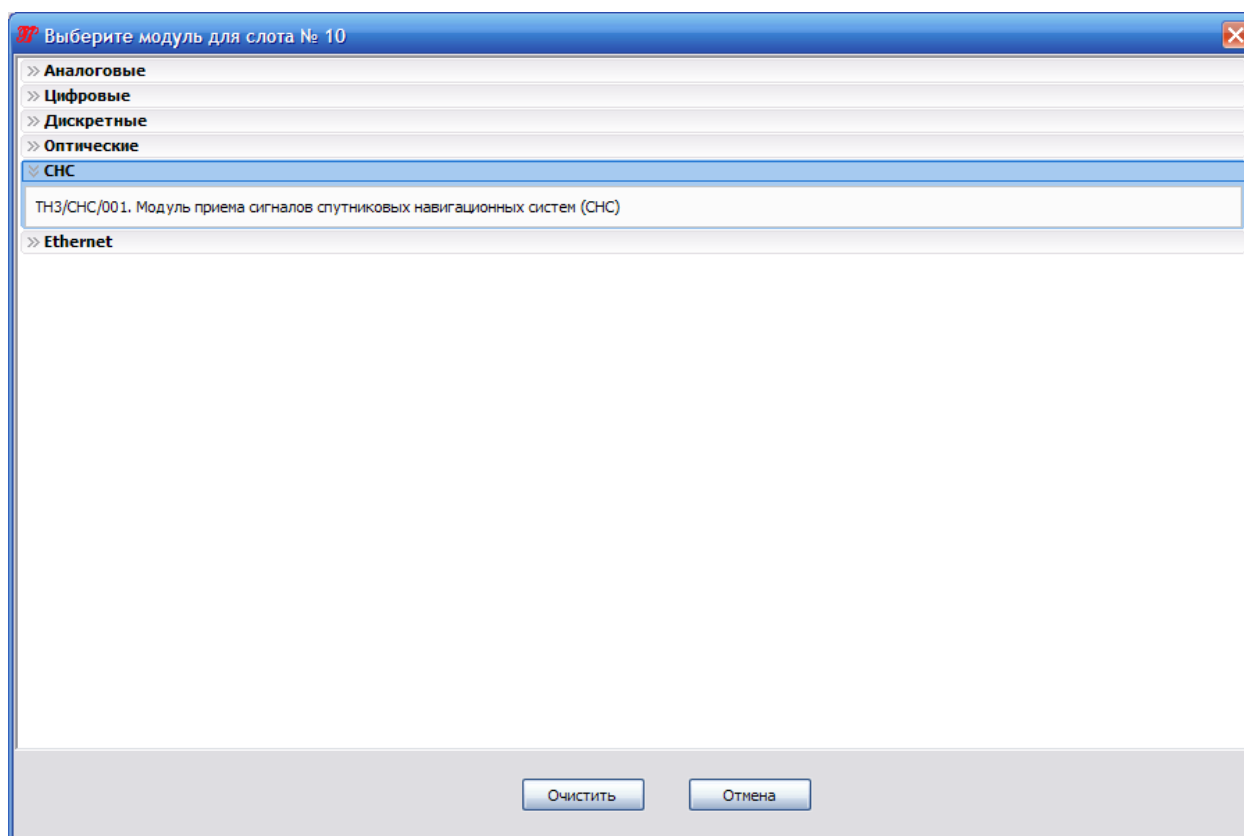 Выберите модуль для слота № 10
Аналоговые
Цифровые
Дискретные
Оптические
СНС
ТН3/СНС/001. Модуль приема сигналов спутниковых навигационных систем (СНС)
Ethernet
Очистить
Отмена